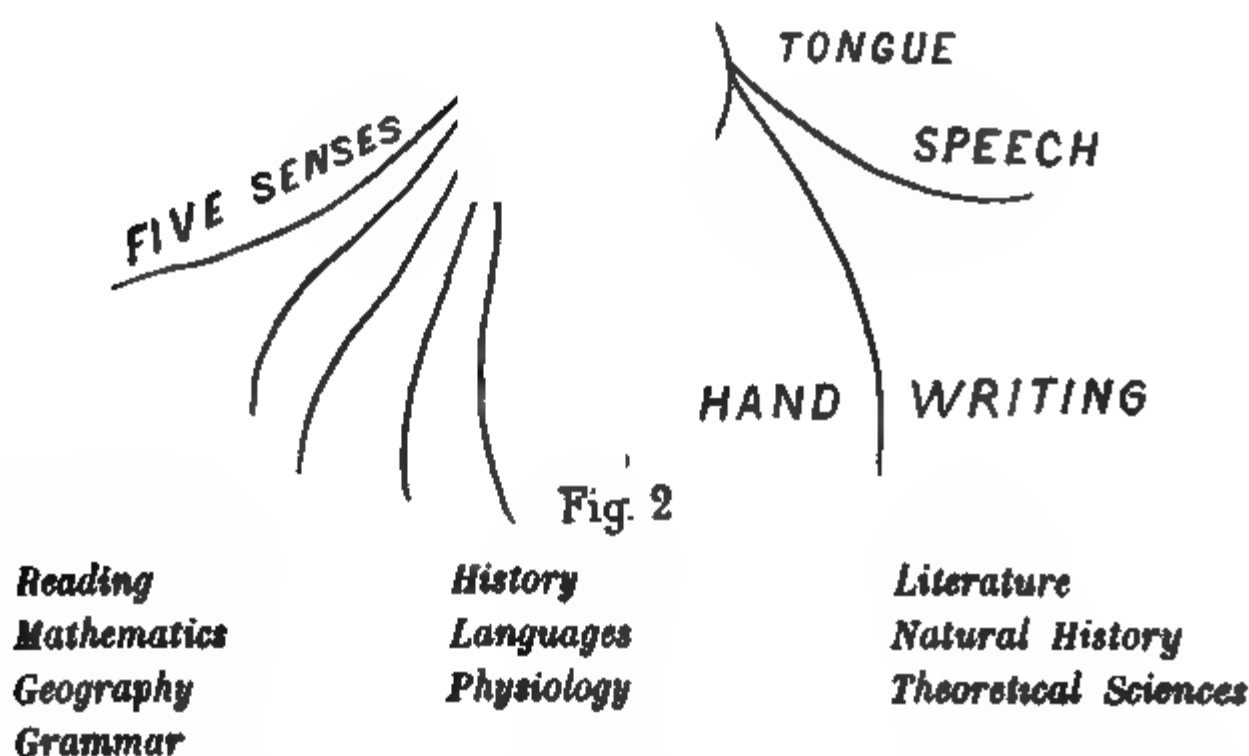 TONGUE
FIVE SENSES
SPEECH
HAND WRITING
Fig. 2
Reading
Mathematics
Geography
Grammar
History
Languages
Physiology
Literature
Natural History
Theoretical Sciences